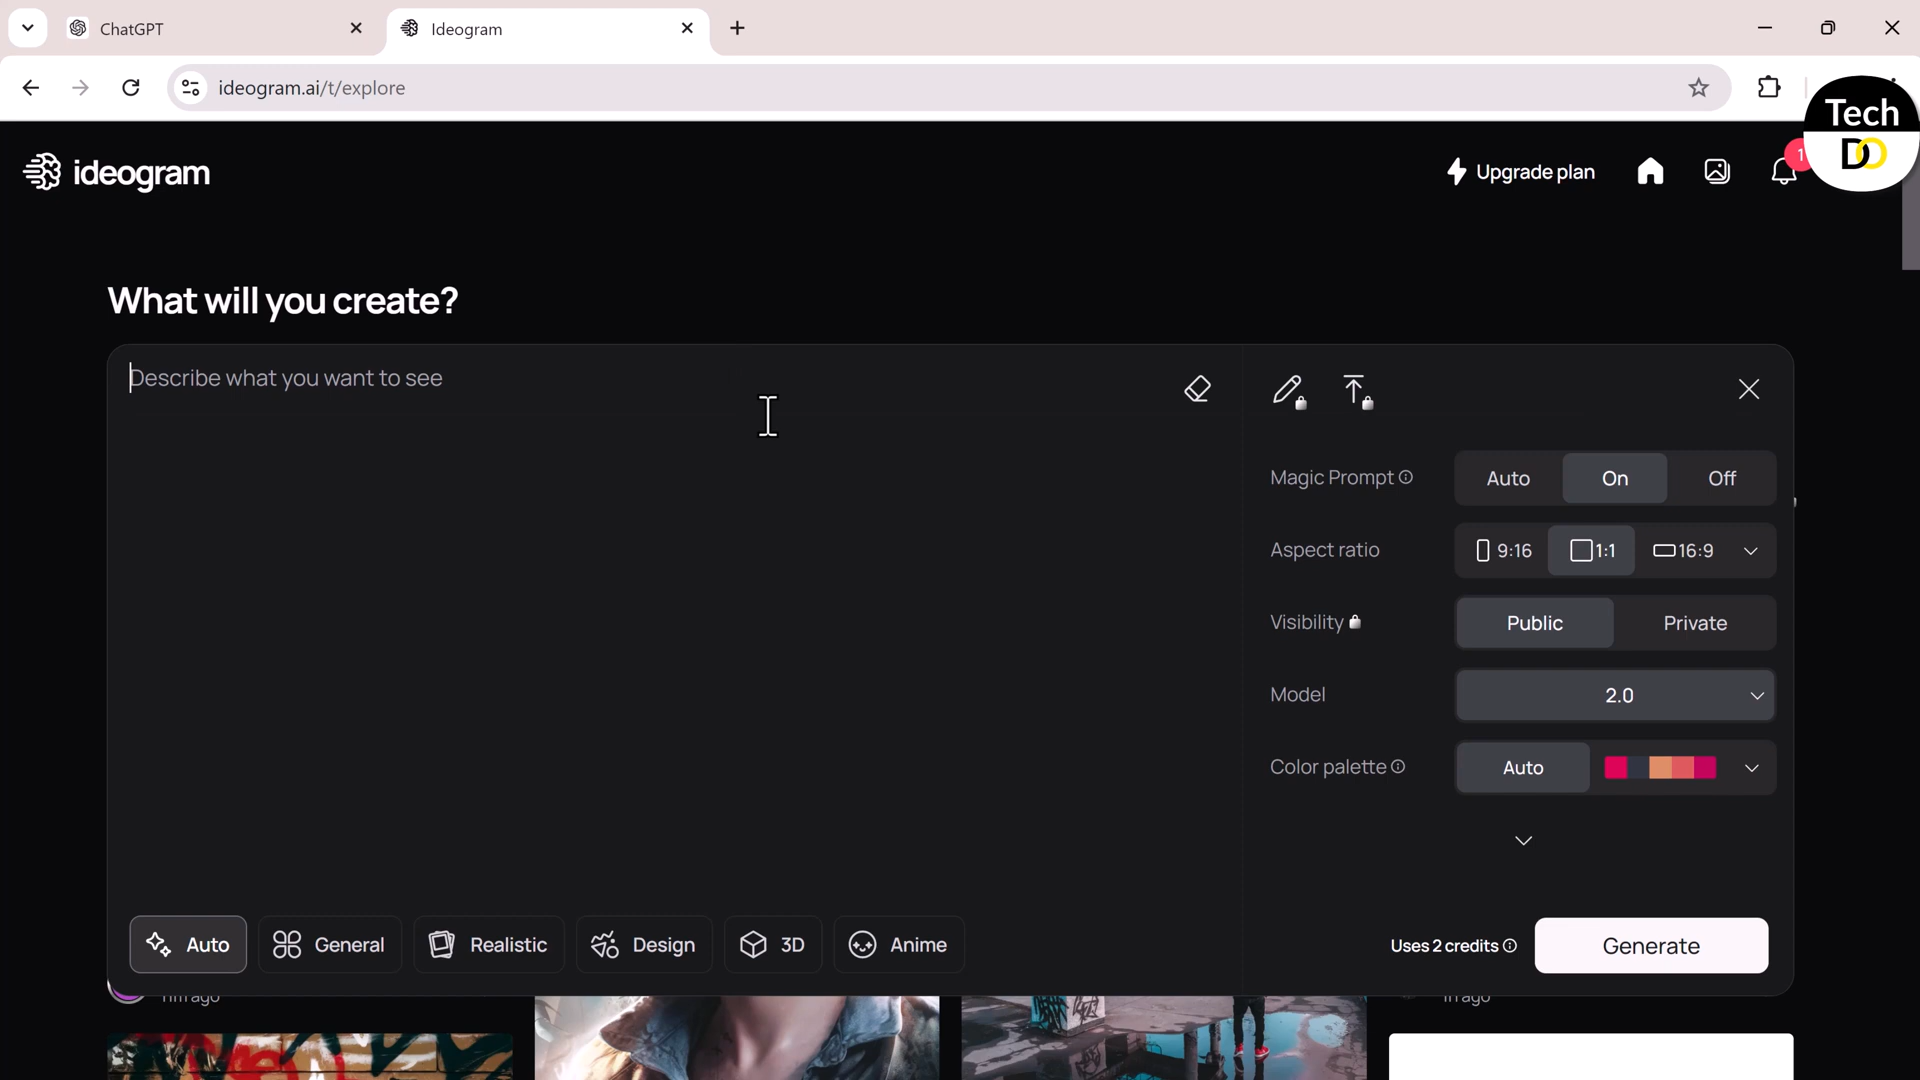 ChatGPT
Ideogram
ideogram.ai/t/explore
Tech
DO
ideogram
Upgrade plan
1
What will you create?
Describe what you want to see
Magic Prompt
Auto
On
Off
Aspect ratio
9:16
1:1
16:9
Visibility
Public
Private
Model
2.0
Color palette
Auto
Auto
General
Realistic
Design
3D
Anime
Uses 2 credits
Generate